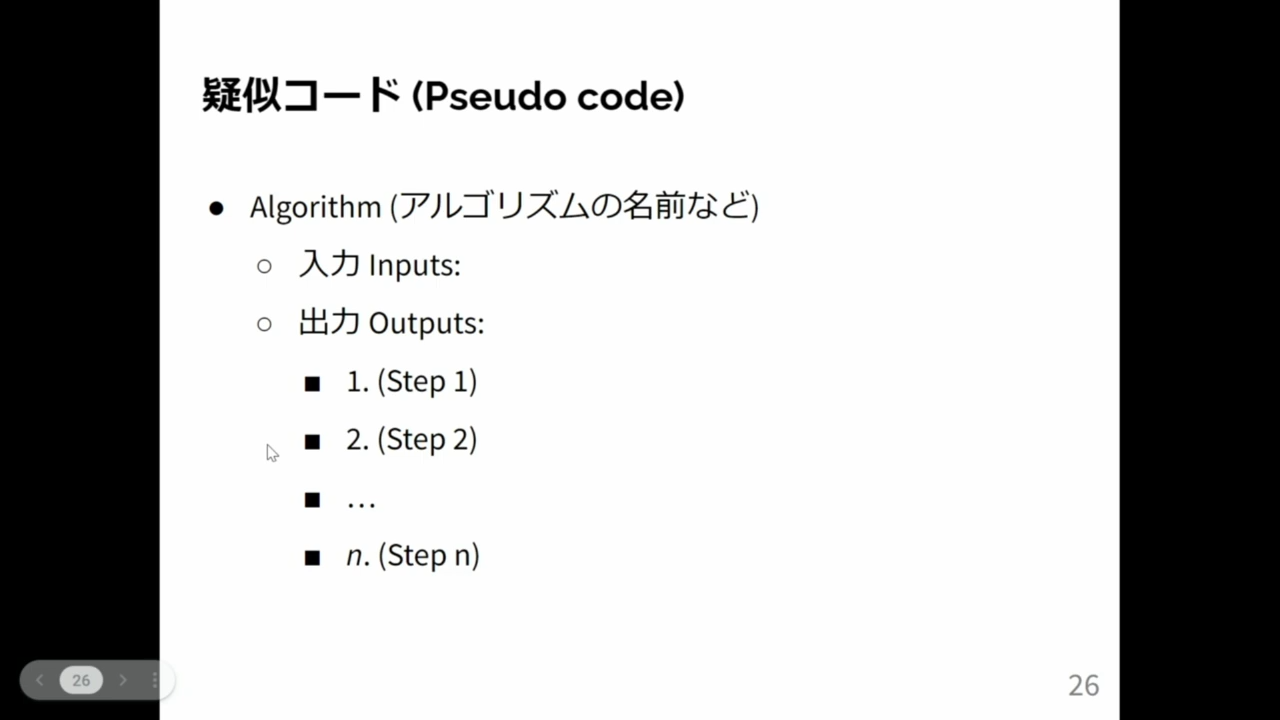 疑似コード (Pseudo code)
● Algorithm (アルゴリズムの名前など)
○ 入力 Inputs:
○ 出力 Outputs:
■ 1. (Step 1)
■ 2. (Step 2)
■ …
■ n. (Step n)
26
26